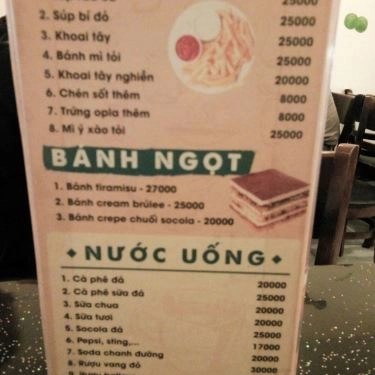 25000
2. Súp bí đỏ 25000
3. Khoai tây 25000
4. Bánh mì tỏi 25000
5. Khoai tây nghiền 20000
6. Chén sốt thêm 8000
7. Trứng opla thêm 8000
8. Mì ý xào tỏi 25000
BÁNH NGỌT
1. Bánh tiramisu - 27000
2. Bánh cream brúlee - 25000
3. Bánh crepe chuối socola - 20000
NƯỚC UỐNG
1. Cà phê đá 20000
2. Cà phê sữa đá 25000
3. Sữa chua 20000
4. Sữa tươi 20000
5. Socola đá 25000
6. Pepsi, sting,... 17000
7. Soda chanh đường 20000
8. Rượu vang đỏ 30000